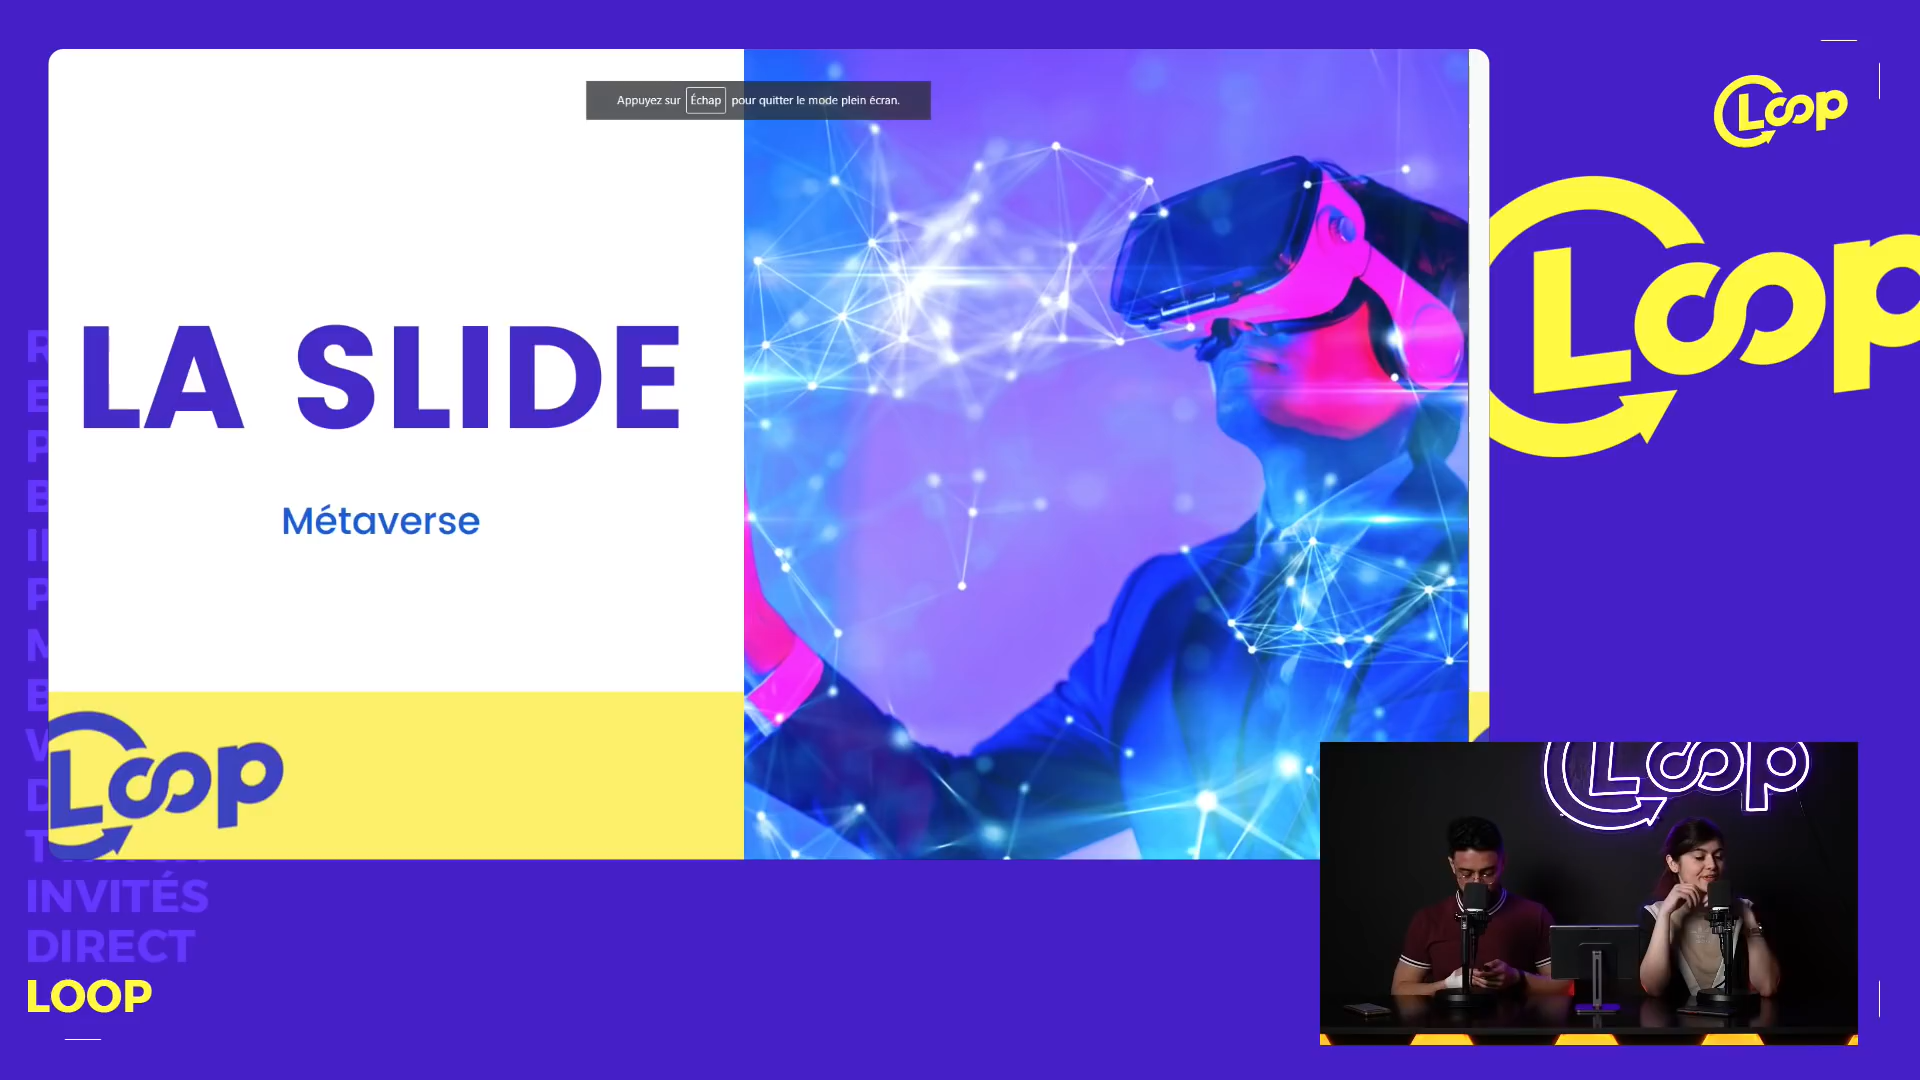 Appuyez sur Échap pour quitter le mode plein écran.
Loop
Loop
LA SLIDE
Métaverse
Loop
Loop
INVITÉS
DIRECT
LOOP